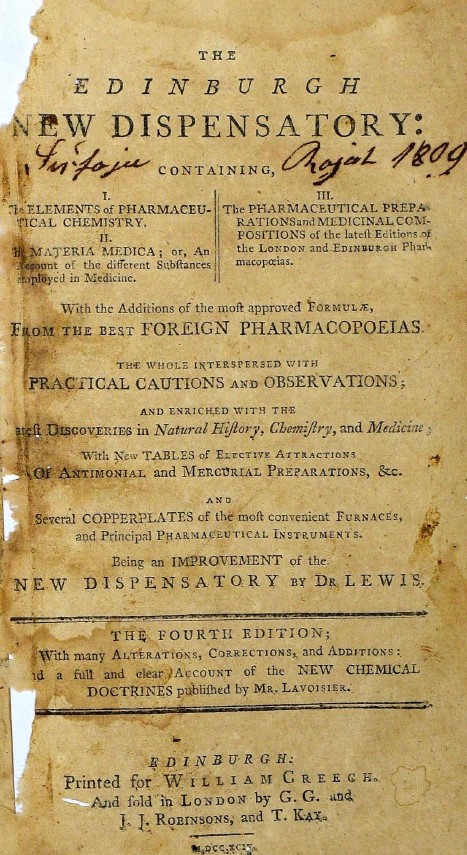 THE
EDINBURGH
NEW DISPENSATORY:
Rajah 1809
CONTAINING,
I.
The ELEMENTS of PHARMACEU-
TICAL CHEMISTRY.
II.
MATERIA MEDICA; or, An
Account of the different Subſtances
employed in Medicine.
III.
The PHARMACEUTICAL PREPA-
RATIONS and MEDICINAL COM-
POSITIONS of the lateſt Editions of
the LONDON and EDINBURGH Phar-
macopœias.
With the Additions of the moſt approved FORMULÆ,
FROM THE BEST FOREIGN PHARMACOPOEIAS.
THE WHOLE INTERSPERSED WITH
PRACTICAL CAUTIONS AND OBSERVATIONS;
AND ENRICHED WITH THE
ateſt DISCOVERIES in Natural Hiſtory, Chemiſtry, and Medicine;
With New TABLES of ELECTIVE ATTRACTIONS
OF ANTIMONIAL and MERCURIAL PREPARATIONS, &c.
AND
Several COPPERPLATES of the moſt convenient FURNACES,
and Principal PHARMACEUTICAL INSTRUMENTS.
Being an IMPROVEMENT of the
NEW DISPENSATORY BY DR LEWIS.
THE FOURTH EDITION;
With many ALTERATIONS, CORRECTIONS, and ADDITIONS:
nd a full and clear ACCOUNT of the NEW CHEMICAL
DOCTRINES publiſhed by MR. LAVOISIER.
EDINBURGH:
Printed for WILLIAM CREECH.
And ſold in LONDON by G. G. and
J. J. ROBINSONS, and T. KAY.